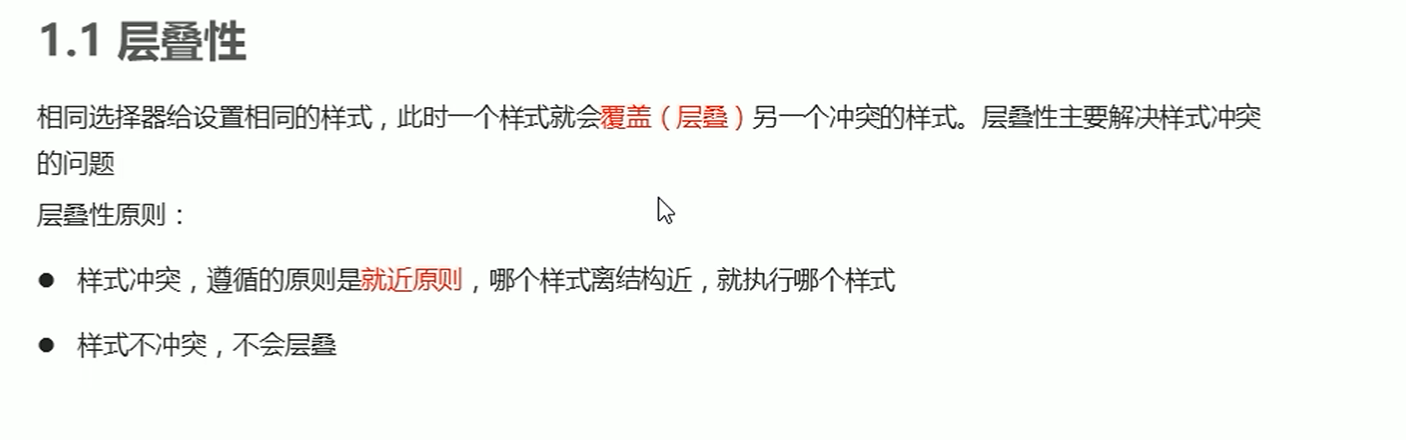 1.1 层叠性
相同选择器给设置相同的样式，此时一个样式就会覆盖（层叠）另一个冲突的样式。层叠性主要解决样式冲突
的问题
层叠性原则：
● 样式冲突，遵循的原则是就近原则，哪个样式离结构近，就执行哪个样式
● 样式不冲突，不会层叠